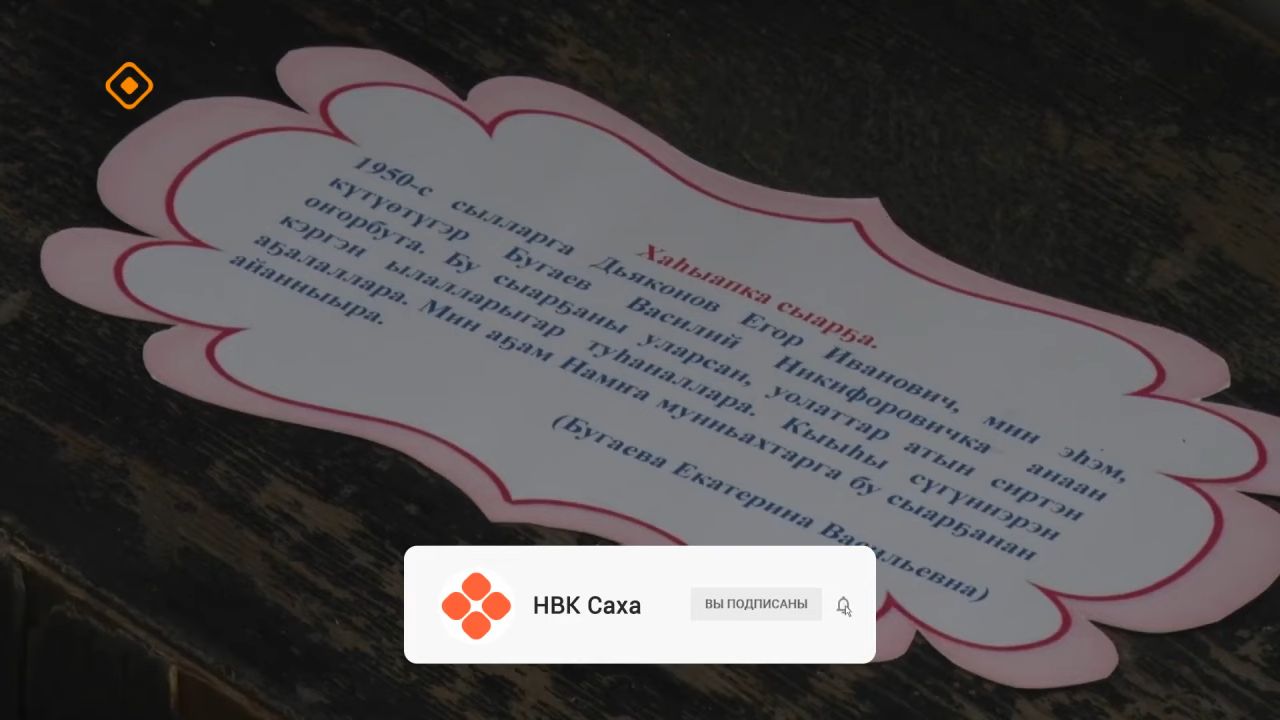 Хаһыапка сыарҕа.
1950-с сылларга Дьяконов Егор Иванович, мин эһэм,
күтүөтүгэр Бугаев Василий Никифоровичка анаан
оҥорбута. Бу сыарҕаны уларсан, уолаттар атын сиртэн
кэргэн ылалларыгар туһаналлара. Кыыһы сүгүннэрэн
аҕалаллара. Мин аҕам Намҥа мунньахтарга бу сыарҕанан
айанныыра.
(Бугаева Екатерина Васильевна)
НВК Саха
ВЫ ПОДПИСАНЫ